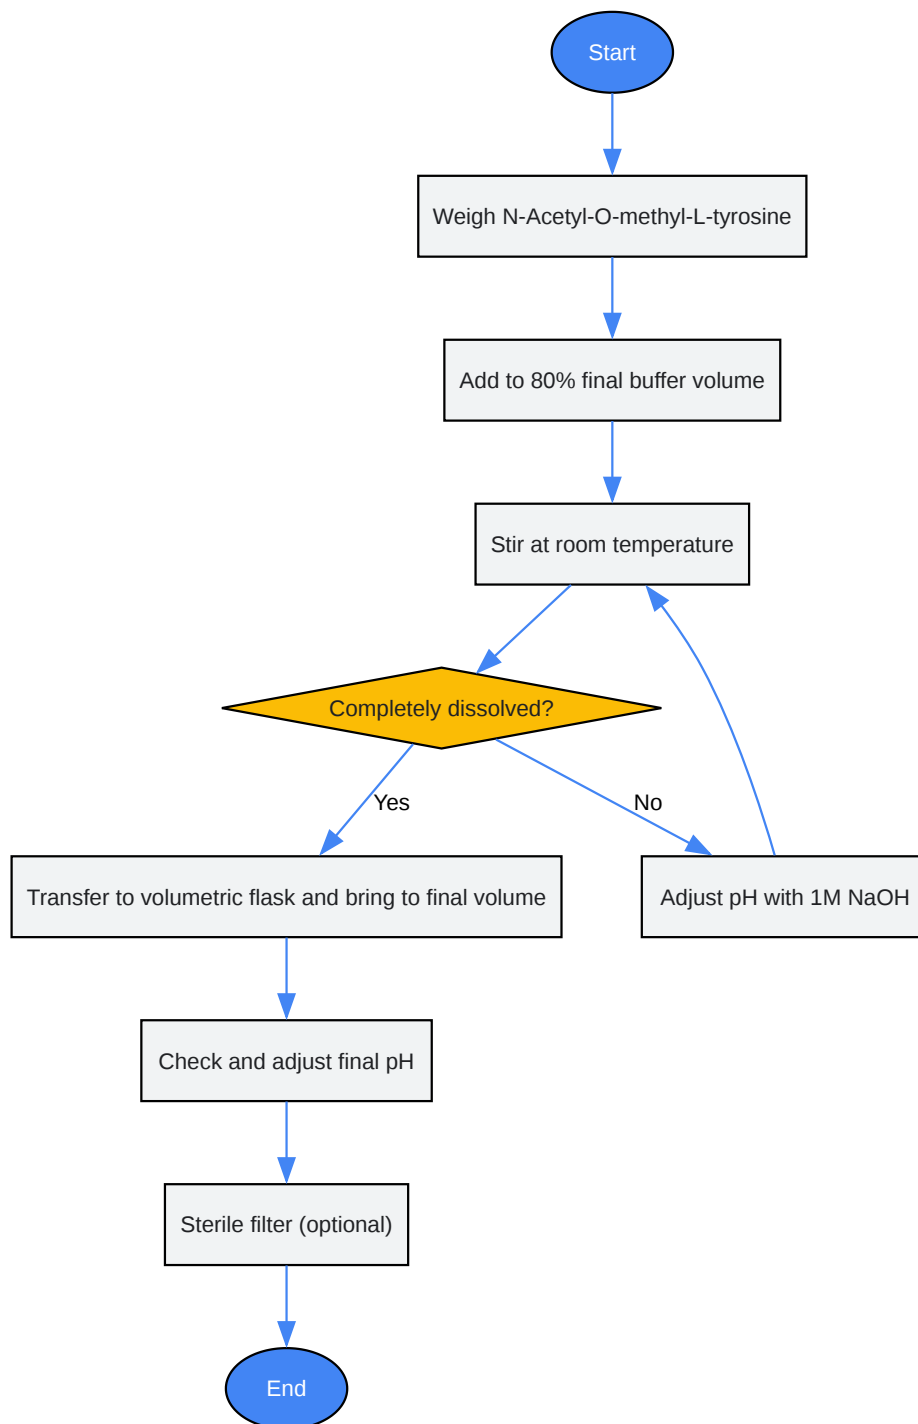 Start
Weigh N-Acetyl-O-methyl-L-tyrosine
Add to 80% final buffer volume
Stir at room temperature
Completely dissolved?
Yes
No
Transfer to volumetric flask and bring to final volume
Adjust pH with 1M NaOH
Check and adjust final pH
Sterile filter (optional)
End